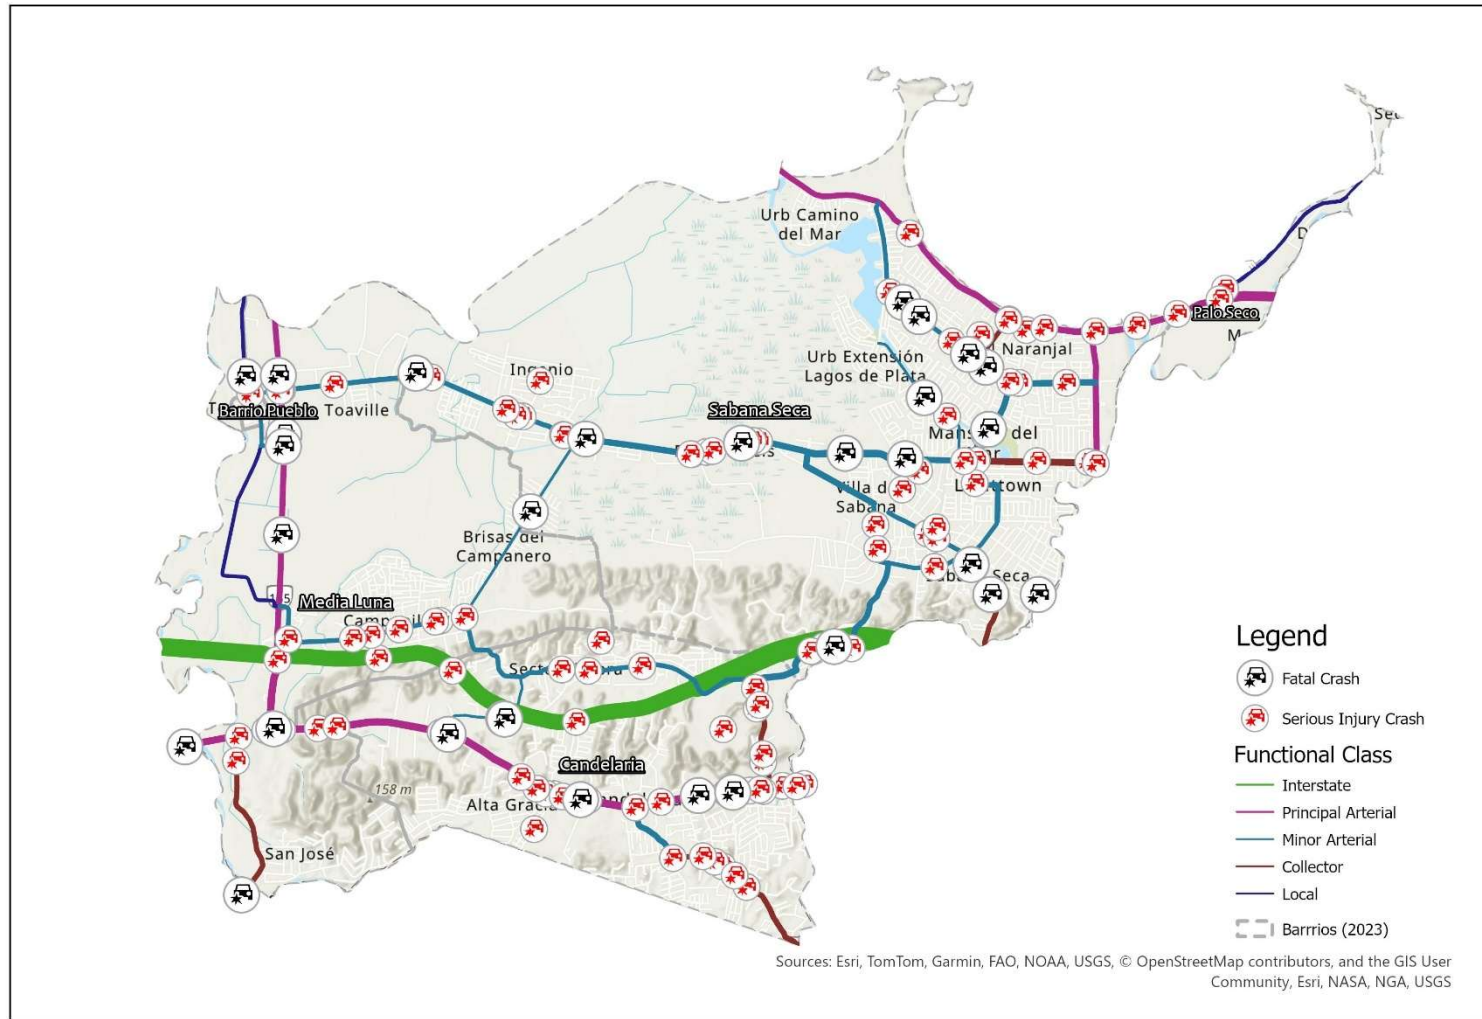 Urb Camino
del Mar
Palo Seco
Naranjal
Urb Extensión
Lagos de Plata
Barrio Pueblo
Toaville
Sabana Seca
Villa d
Sabana
Brisas del
Campanero
Media Luna
Candelaria
158 m
Alta Gracia
San José
Legend
Fatal Crash
Serious Injury Crash
Functional Class
Interstate
Principal Arterial
Minor Arterial
Collector
Local
Barrrios (2023)
Sources: Esri, TomTom, Garmin, FAO, NOAA, USGS, © OpenStreetMap contributors, and the GIS User
Community, Esri, NASA, NGA, USGS